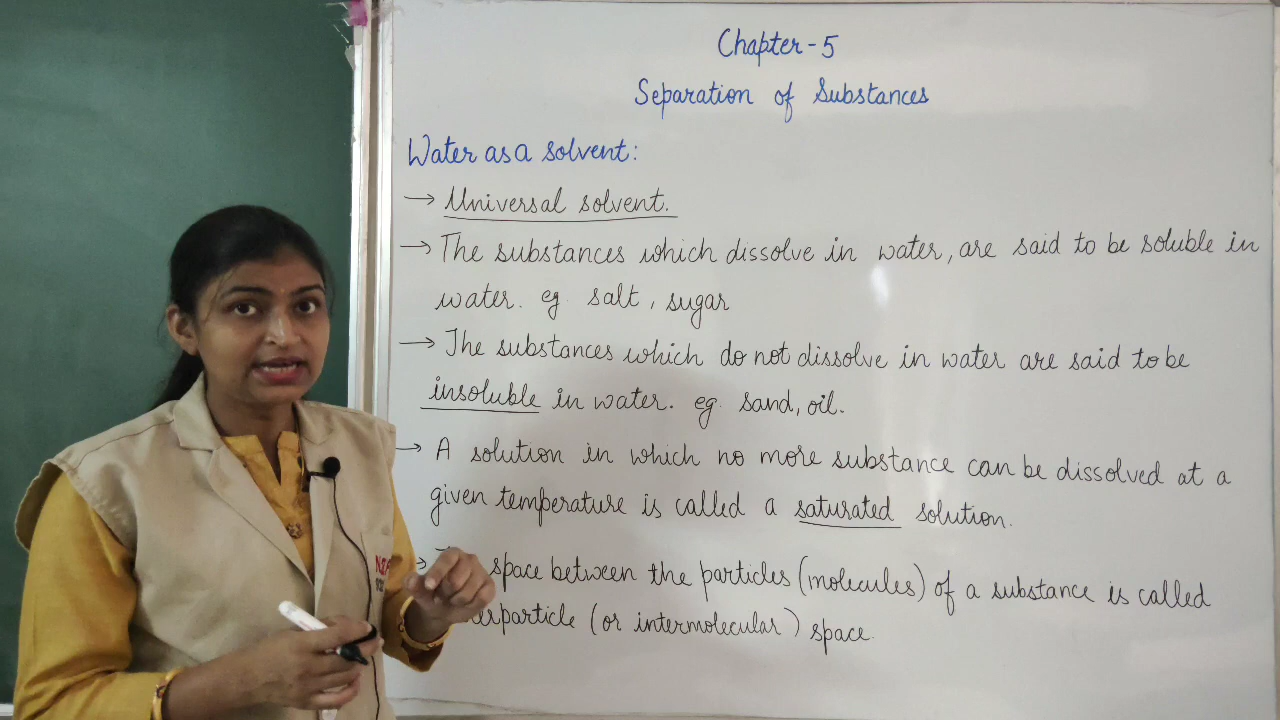 Chapter - 5
Separation of Substances
Water as a solvent:
→ Universal solvent.
→ The substances which dissolve in water, are said to be soluble in
water. eg. salt, sugar
→ The substances which do not dissolve in water are said to be
insoluble in water. eg. sand, oil.
→ A solution in which no more substance can be dissolved at a
given temperature is called a saturated solution.
space between the particles (molecules) of a substance is called
(or intermolecular) space.